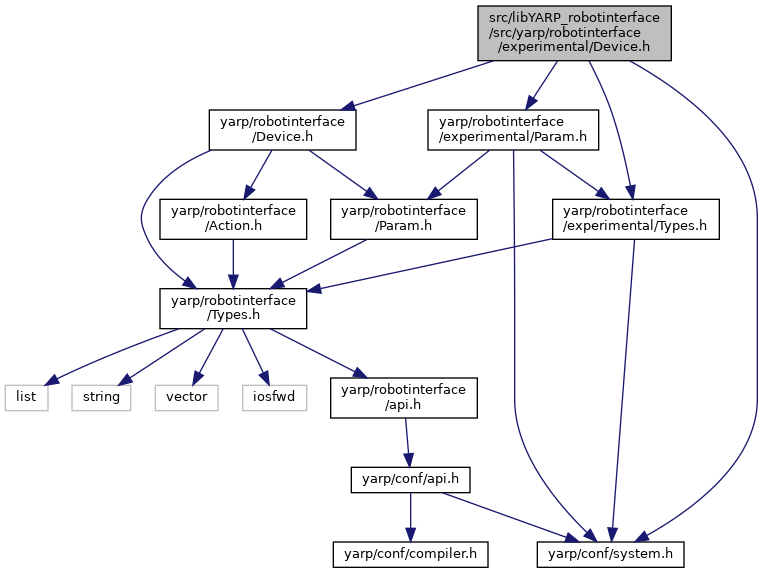 src/libYARP_robotinterface
/src/yarp/robotinterface
/experimental/Device.h
yarp/robotinterface
/Device.h
yarp/robotinterface
/experimental/Param.h
yarp/robotinterface
/Action.h
yarp/robotinterface
/Param.h
yarp/robotinterface
/experimental/Types.h
yarp/robotinterface
/Types.h
list
string
vector
iosfwd
yarp/robotinterface
/api.h
yarp/conf/api.h
yarp/conf/compiler.h
yarp/conf/system.h